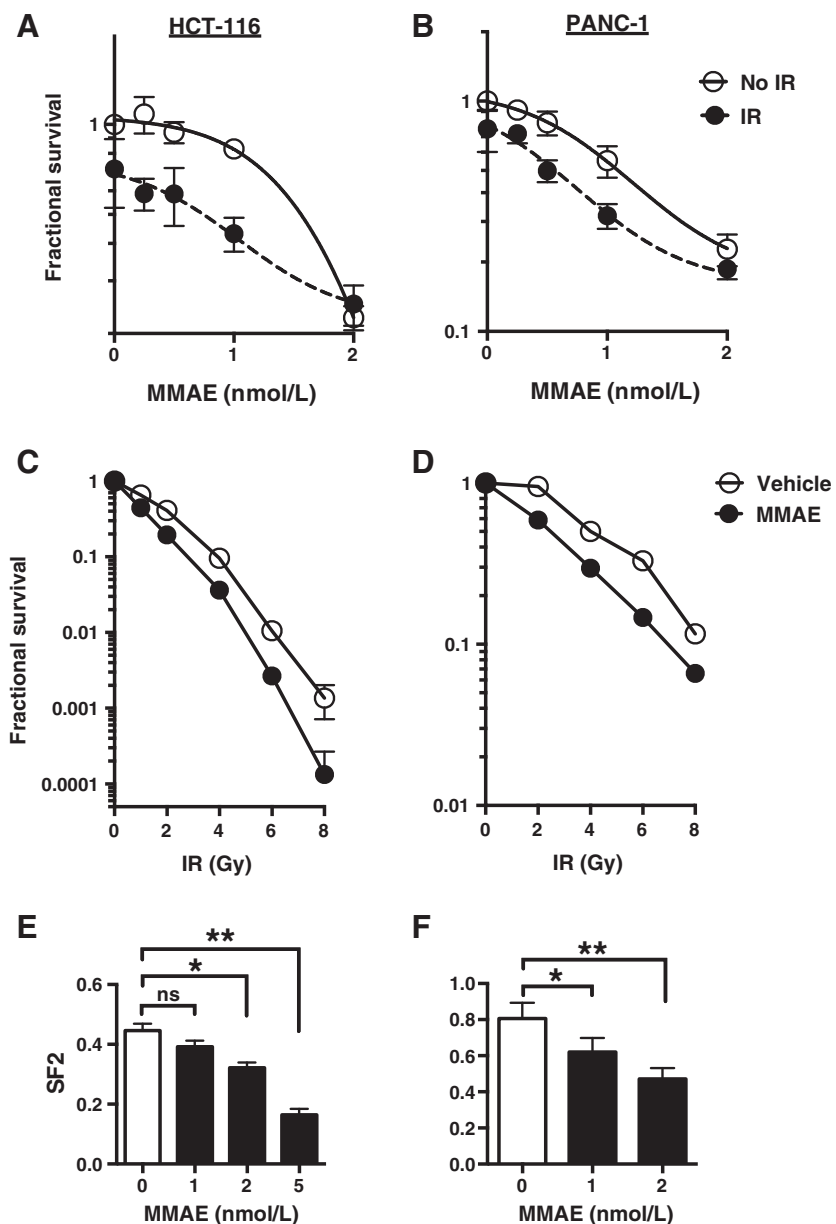 A
HCT-116
Fractional survival
1
0
1
2
MMAE (nmol/L)
B
PANC-1
No IR
IR
1
0.1
0
1
2
MMAE (nmol/L)
C
Fractional survival
1
0.1
0.01
0.001
0.0001
0
2
4
6
8
IR (Gy)
D
Vehicle
MMAE
1
0.1
0.01
0
2
4
6
8
IR (Gy)
E
SF2
**
*
ns
0.6
0.4
0.2
0.0
0
1
2
5
MMAE (nmol/L)
F
**
*
1.0
0.8
0.6
0.4
0.2
0.0
0
1
2
MMAE (nmol/L)